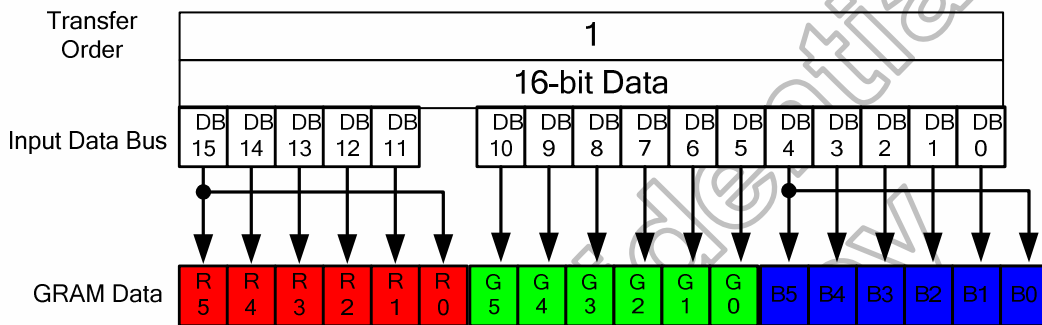 Transfer Order
1
16-bit Data
Input Data Bus
DB 15 DB 14 DB 13 DB 12 DB 11 DB 10 DB 9 DB 8 DB 7 DB 6 DB 5 DB 4 DB 3 DB 2 DB 1 DB 0
GRAM Data
R 5 R 4 R 3 R 2 R 1 R 0 G 5 G 4 G 3 G 2 G 1 G 0 B5 B4 B3 B2 B1 B0